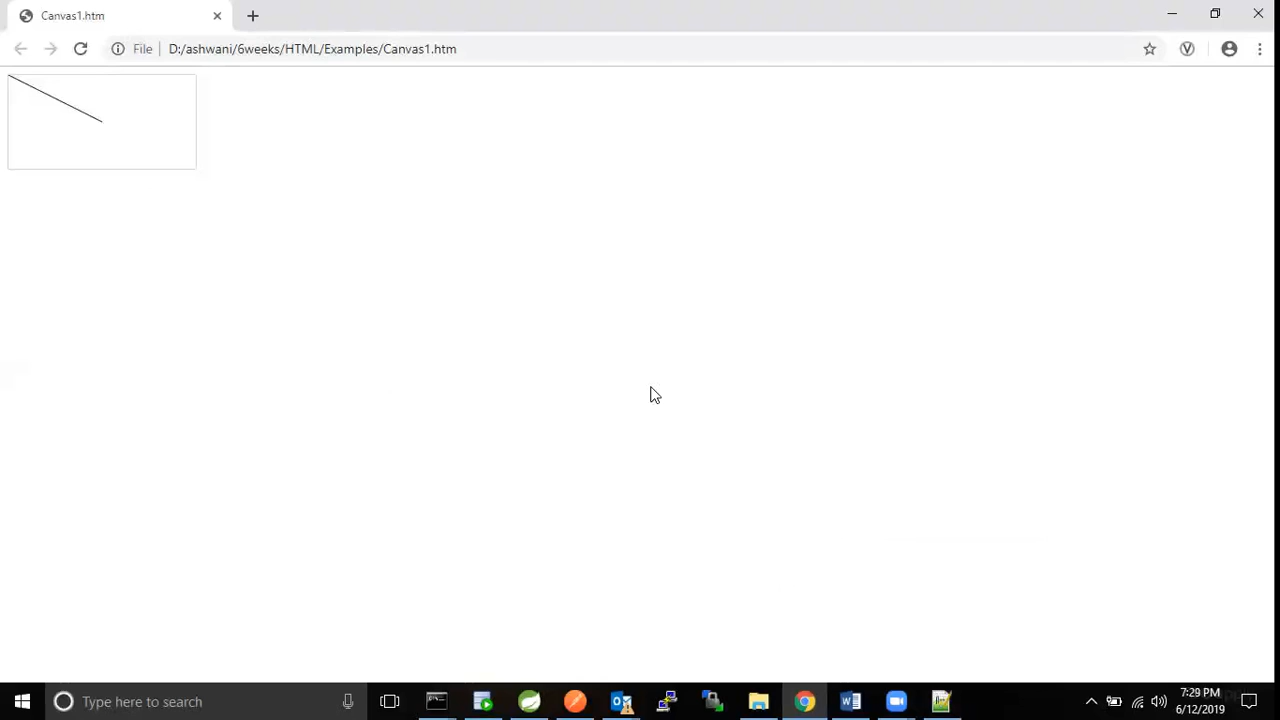 Canvas1.htm
File
D:/ashwani/6weeks/HTML/Examples/Canvas1.htm
Type here to search
7:29 PM
6/12/2019